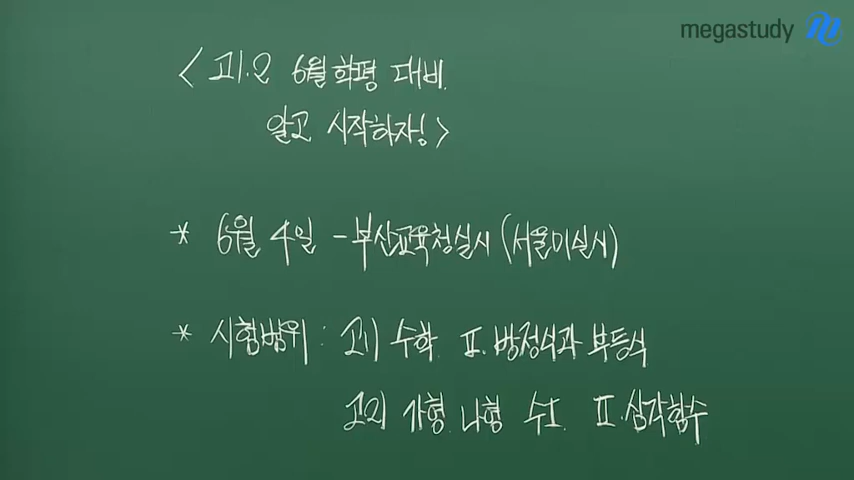 megastudy
<고1.2 6월 학평 대비
알고 시작하자!>
* 6월 4일 - 부산교육청실시 (서울미실시)
* 시험범위 : 고1) 수학 Ⅱ. 방정식과 부등식
고2) 가형 나형 수Ⅰ. Ⅱ. 삼각함수